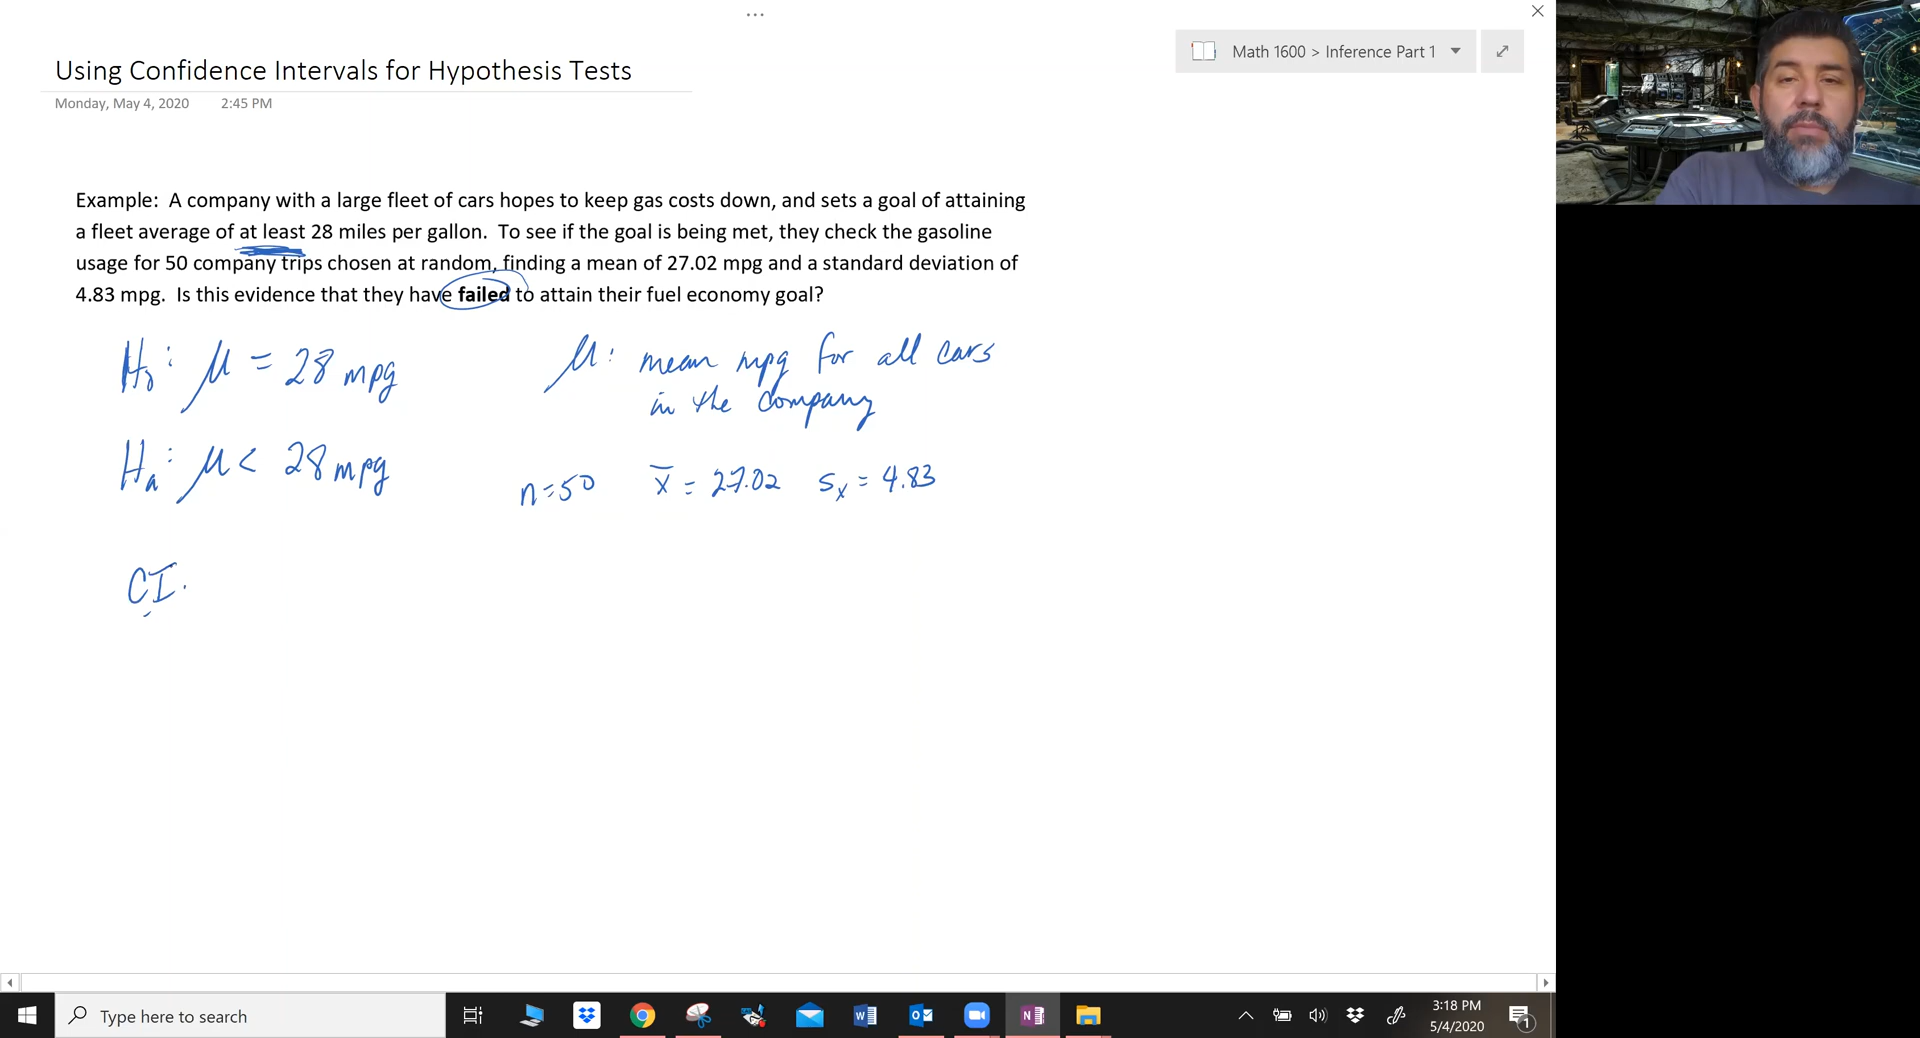 Math 1600 > Inference Part 1
Using Confidence Intervals for Hypothesis Tests
Monday, May 4, 2020 2:45 PM
Example: A company with a large fleet of cars hopes to keep gas costs down, and sets a goal of attaining
a fleet average of at least 28 miles per gallon. To see if the goal is being met, they check the gasoline
usage for 50 company trips chosen at random, finding a mean of 27.02 mpg and a standard deviation of
4.83 mpg. Is this evidence that they have failed to attain their fuel economy goal?
H₀: μ = 28 mpg
μ: mean mpg for all cars
in the company
Hₐ: μ < 28 mpg
n=50 x̄ = 27.02 sₓ = 4.83
CI.
Type here to search
3:18 PM
5/4/2020
1